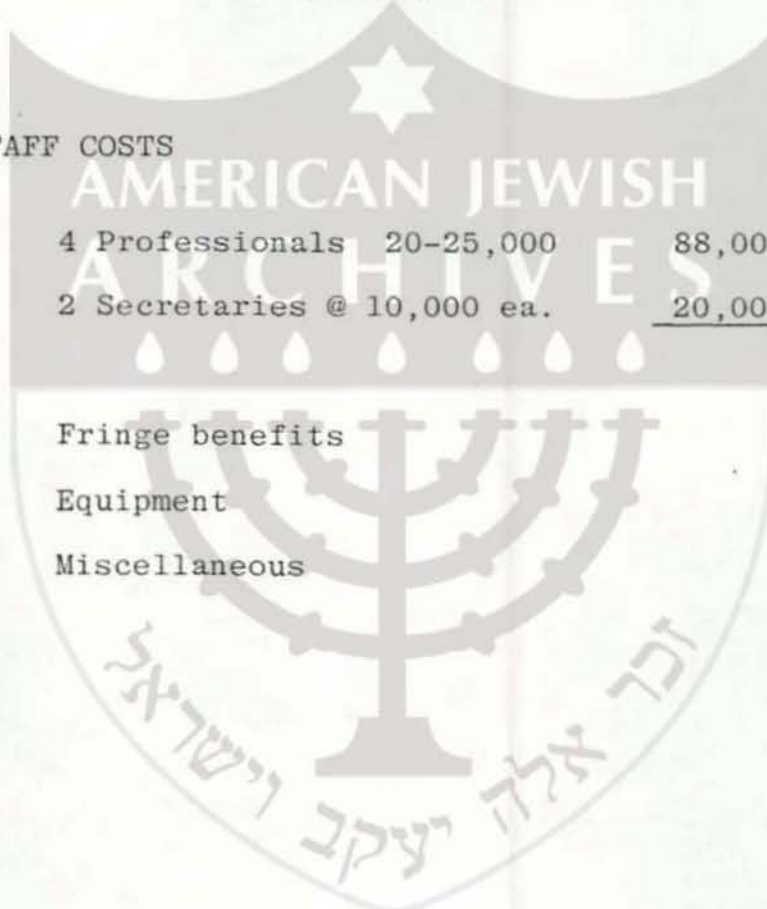 TAFF COSTS
AMERICAN JEWISH
4 Professionals 20-25,000 88,00
ARCHIVES
2 Secretaries @ 10,000 ea. 20,00
Fringe benefits
Equipment
Miscellaneous
זכר אלה יעקב וישראל